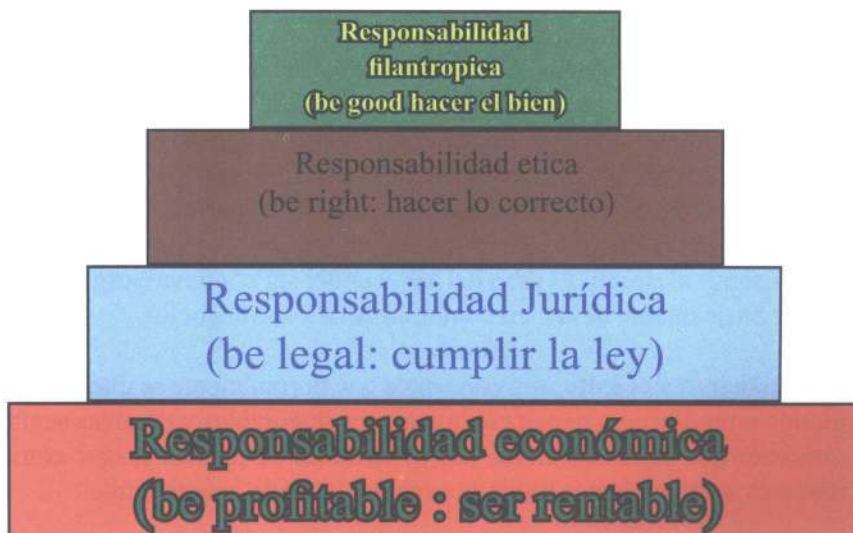 Responsabilidad
filantropica
(be good hacer el bien)
Responsabilidad etica
(be right: hacer lo correcto)
Responsabilidad Jurídica
(be legal: cumplir la ley)
Responsabilidad económica
(be profitable : ser rentable)